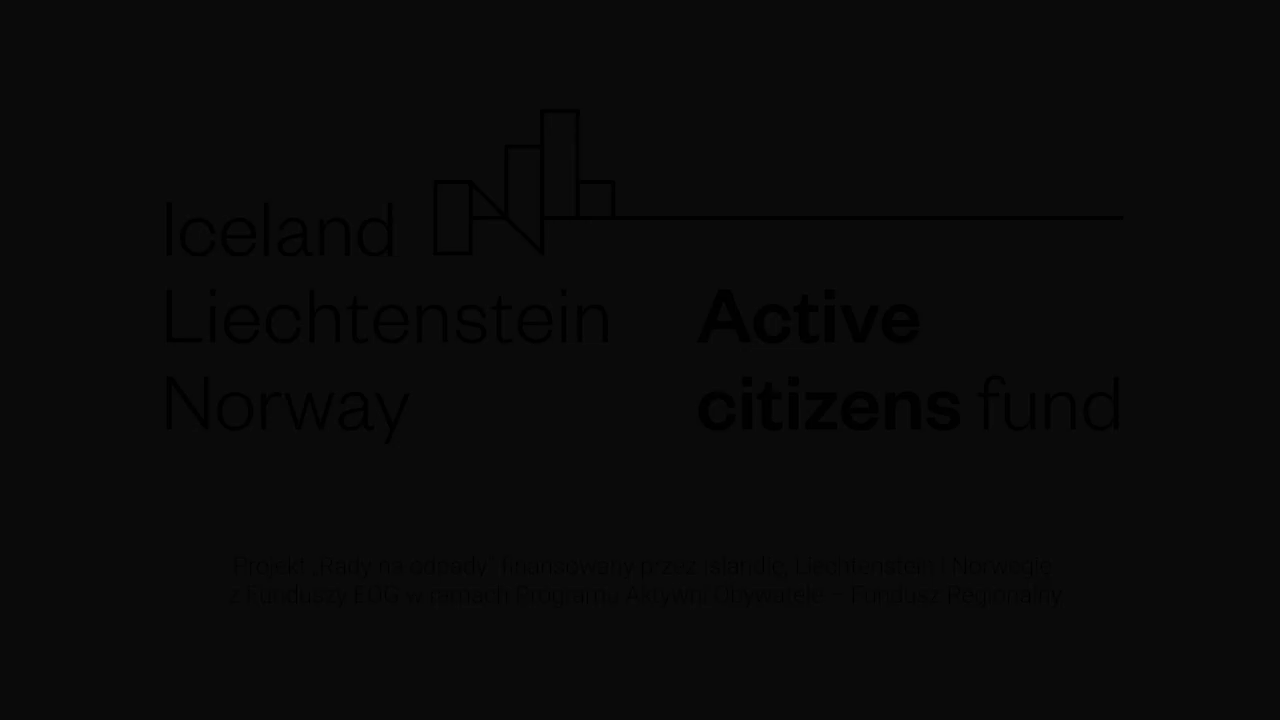 Iceland
Liechtenstein Active
Norway citizens fund
Projekt „Rady na odpady” finansowany przez Islandię, Liechtenstein i Norwegię
z Funduszy EOG w ramach Programu Aktywni Obywatele – Fundusz Regionalny